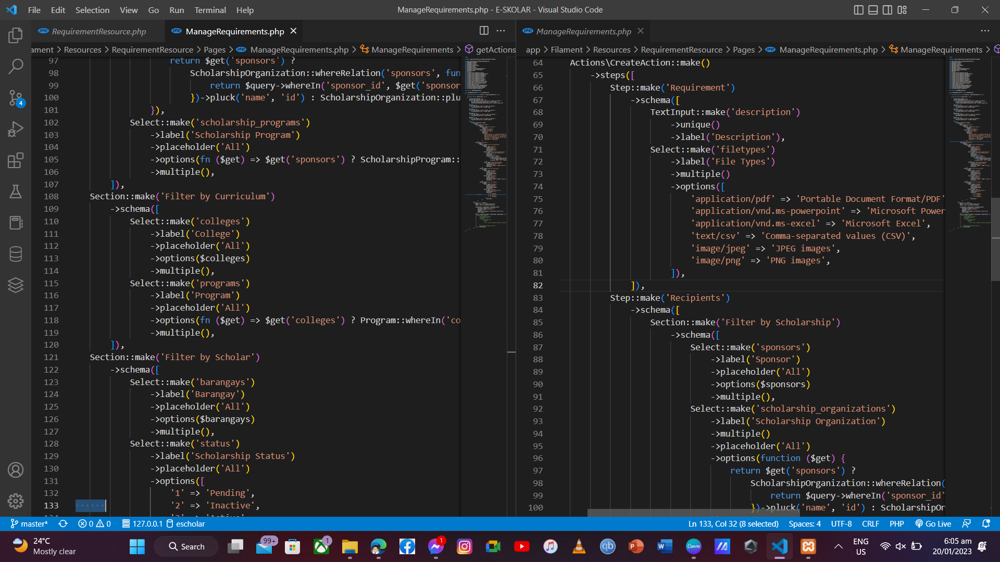 File Edit Selection View Go Run Terminal Help
ManageRequirements.php - E-SKOLAR - Visual Studio Code
RequirementResource.php
ManageRequirements.php
ament > Resources > RequirementResource > Pages > ManageRequirements.php > ManageRequirements > getActions
97 return $get('sponsors') ?
98 ScholarshipOrganization::whereRelation('sponsors', fun
99 return $query->whereIn('sponsor_id', $get('sponsor
100 })->pluck('name', 'id') : ScholarshipOrganization::plu
101 }),
102 Select::make('scholarship_programs')
103 ->label('Scholarship Program')
104 ->placeholder('All')
105 ->options(fn ($get) => $get('sponsors') ? ScholarshipProgram::
106 ->multiple(),
107 ]),
108 Section::make('Filter by Curriculum')
109 ->schema([
110 Select::make('colleges')
111 ->label('College')
112 ->placeholder('All')
113 ->options($colleges)
114 ->multiple(),
115 Select::make('programs')
116 ->label('Program')
117 ->placeholder('All')
118 ->options(fn ($get) => $get('colleges') ? Program::whereIn('co
119 ->multiple(),
120 ]),
121 Section::make('Filter by Scholar')
122 ->schema([
123 Select::make('barangays')
124 ->label('Barangay')
125 ->placeholder('All')
126 ->options($barangays)
127 ->multiple(),
128 Select::make('status')
129 ->label('Scholarship Status')
130 ->placeholder('All')
131 ->options([
132 '1' => 'Pending',
133 '2' => 'Inactive',
ManageRequirements.php
app > Filament > Resources > RequirementResource > Pages > ManageRequirements.php > ManageRequirements >
64 Actions\CreateAction::make()
65 ->steps([
66 Step::make('Requirement')
67 ->schema([
68 TextInput::make('description')
69 ->unique()
70 ->label('Description'),
71 Select::make('filetypes')
72 ->label('File Types')
73 ->multiple()
74 ->options([
75 'application/pdf' => 'Portable Document Format/PDF'
76 'application/vnd.ms-powerpoint' => 'Microsoft Power
77 'application/vnd.ms-excel' => 'Microsoft Excel',
78 'text/csv' => 'Comma-separated values (CSV)',
79 'image/jpeg' => 'JPEG images',
80 'image/png' => 'PNG images',
81 ]),
82 ]),
83 Step::make('Recipients')
84 ->schema([
85 Section::make('Filter by Scholarship')
86 ->schema([
87 Select::make('sponsors')
88 ->label('Sponsor')
89 ->placeholder('All')
90 ->options($sponsors)
91 ->multiple(),
92 Select::make('scholarship_organizations')
93 ->label('Scholarship Organization')
94 ->multiple()
95 ->placeholder('All')
96 ->options(function ($get) {
97 return $get('sponsors') ?
98 ScholarshipOrganization::whereRelation(
99 return $query->whereIn('sponsor_id'
100 })->pluck('name', 'id') : ScholarshipOr
4
master* 0 0 127.0.0.1 escholar
Ln 133, Col 32 (8 selected) Spaces: 4 UTF-8 CRLF PHP Go Live
24°C
Mostly clear
Search
99+
1
1
qb
Canva
ENG
US
6:05 am
20/01/2023